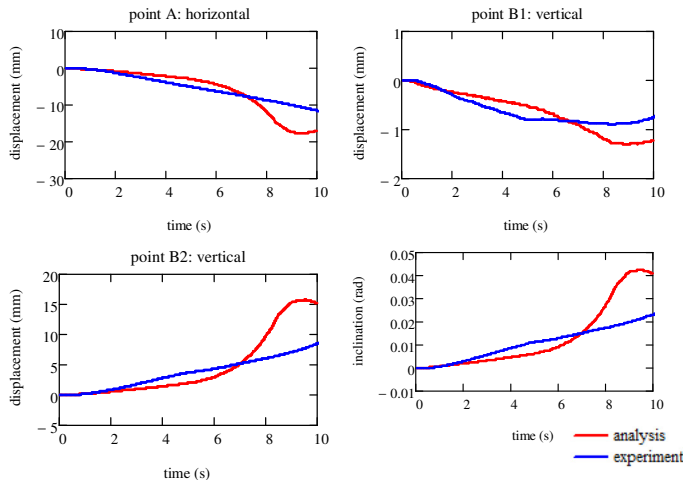 point A: horizontal
10
0
− 10
− 20
− 30
displacement (mm)
0 2 4 6 8 10
time (s)
point B1: vertical
1
0
− 1
− 2
displacement (mm)
0 2 4 6 8 10
time (s)
point B2: vertical
20
15
10
5
0
− 5
displacement (mm)
0 2 4 6 8 10
time (s)
0.05
0.04
0.03
0.02
0.01
0
− 0.01
inclination (rad)
0 2 4 6 8 10
time (s)
analysis
experiment